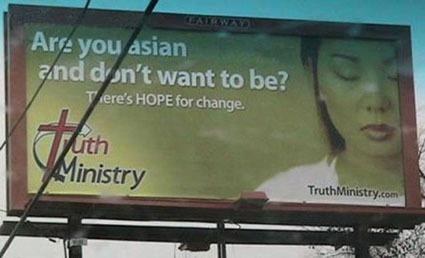 FAIRWAY
Are you asian
and don't want to be?
There's HOPE for change.
Truth
Ministry
TruthMinistry.com